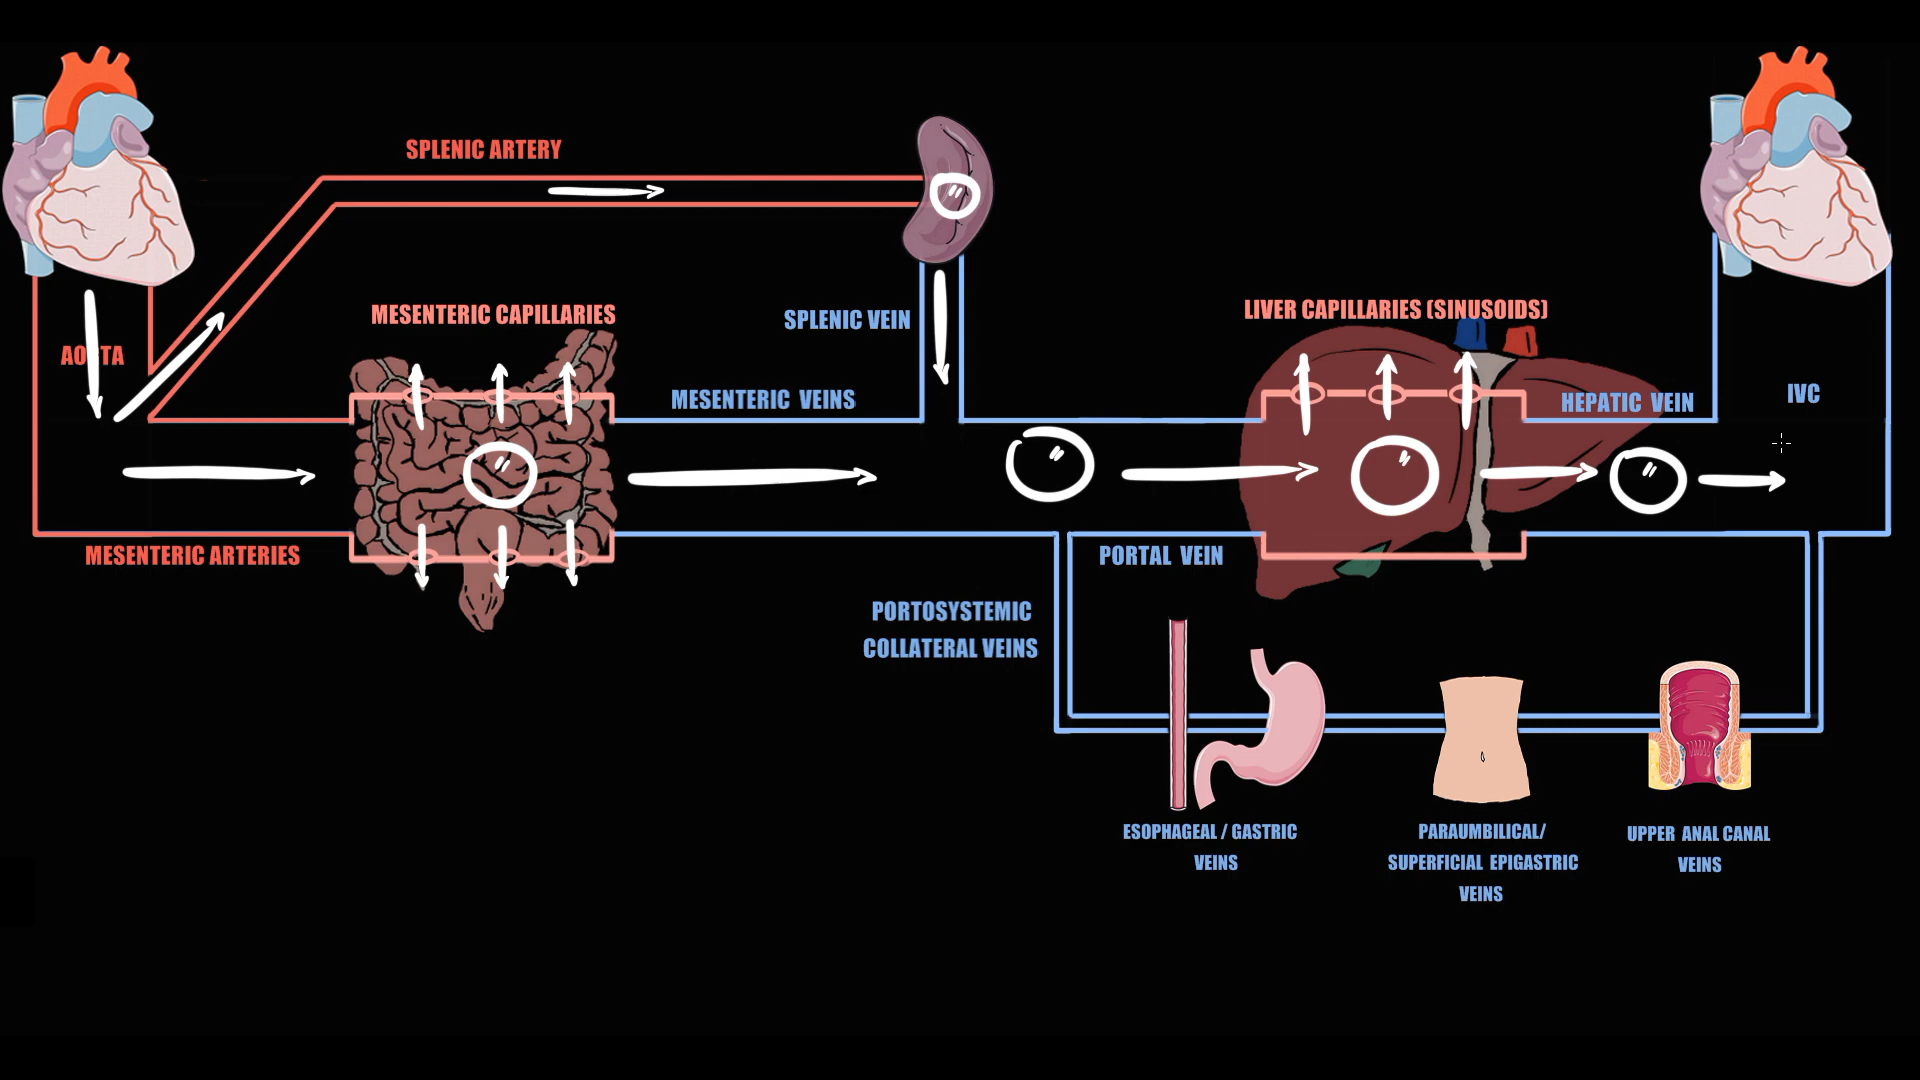 SPLENIC ARTERY
MESENTERIC CAPILLARIES
LIVER CAPILLARIES (SINUSOIDS)
SPLENIC VEIN
AORTA
MESENTERIC VEINS
HEPATIC VEIN
IVC
MESENTERIC ARTERIES
PORTAL VEIN
PORTOSYSTEMIC
COLLATERAL VEINS
ESOPHAGEAL / GASTRIC
VEINS
PARAUMBILICAL/
SUPERFICIAL EPIGASTRIC
VEINS
UPPER ANAL CANAL
VEINS